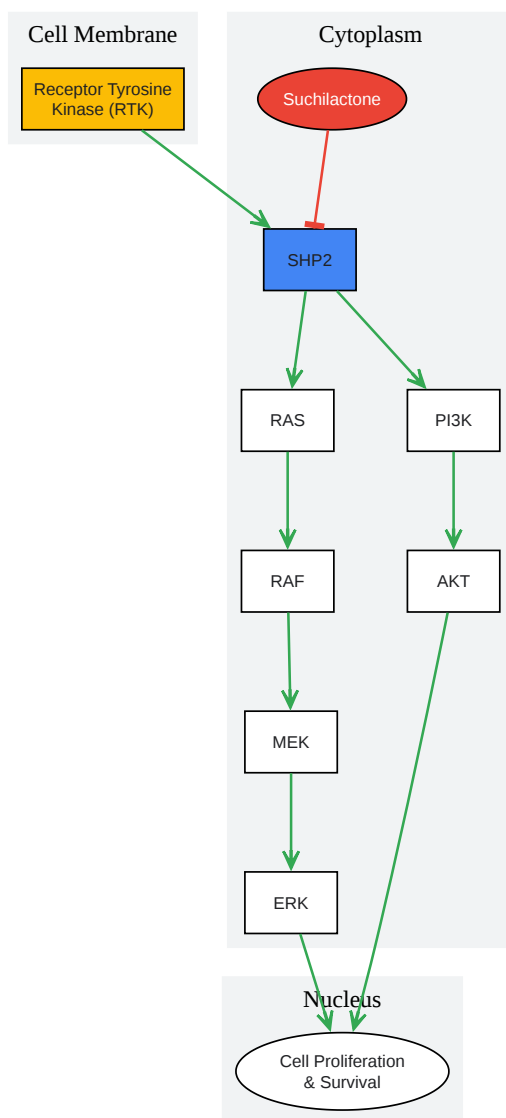 Cell Membrane
Cytoplasm
Receptor Tyrosine
Kinase (RTK)
Suchilactone
SHP2
RAS
PI3K
RAF
AKT
MEK
ERK
Nucleus
Cell Proliferation
& Survival